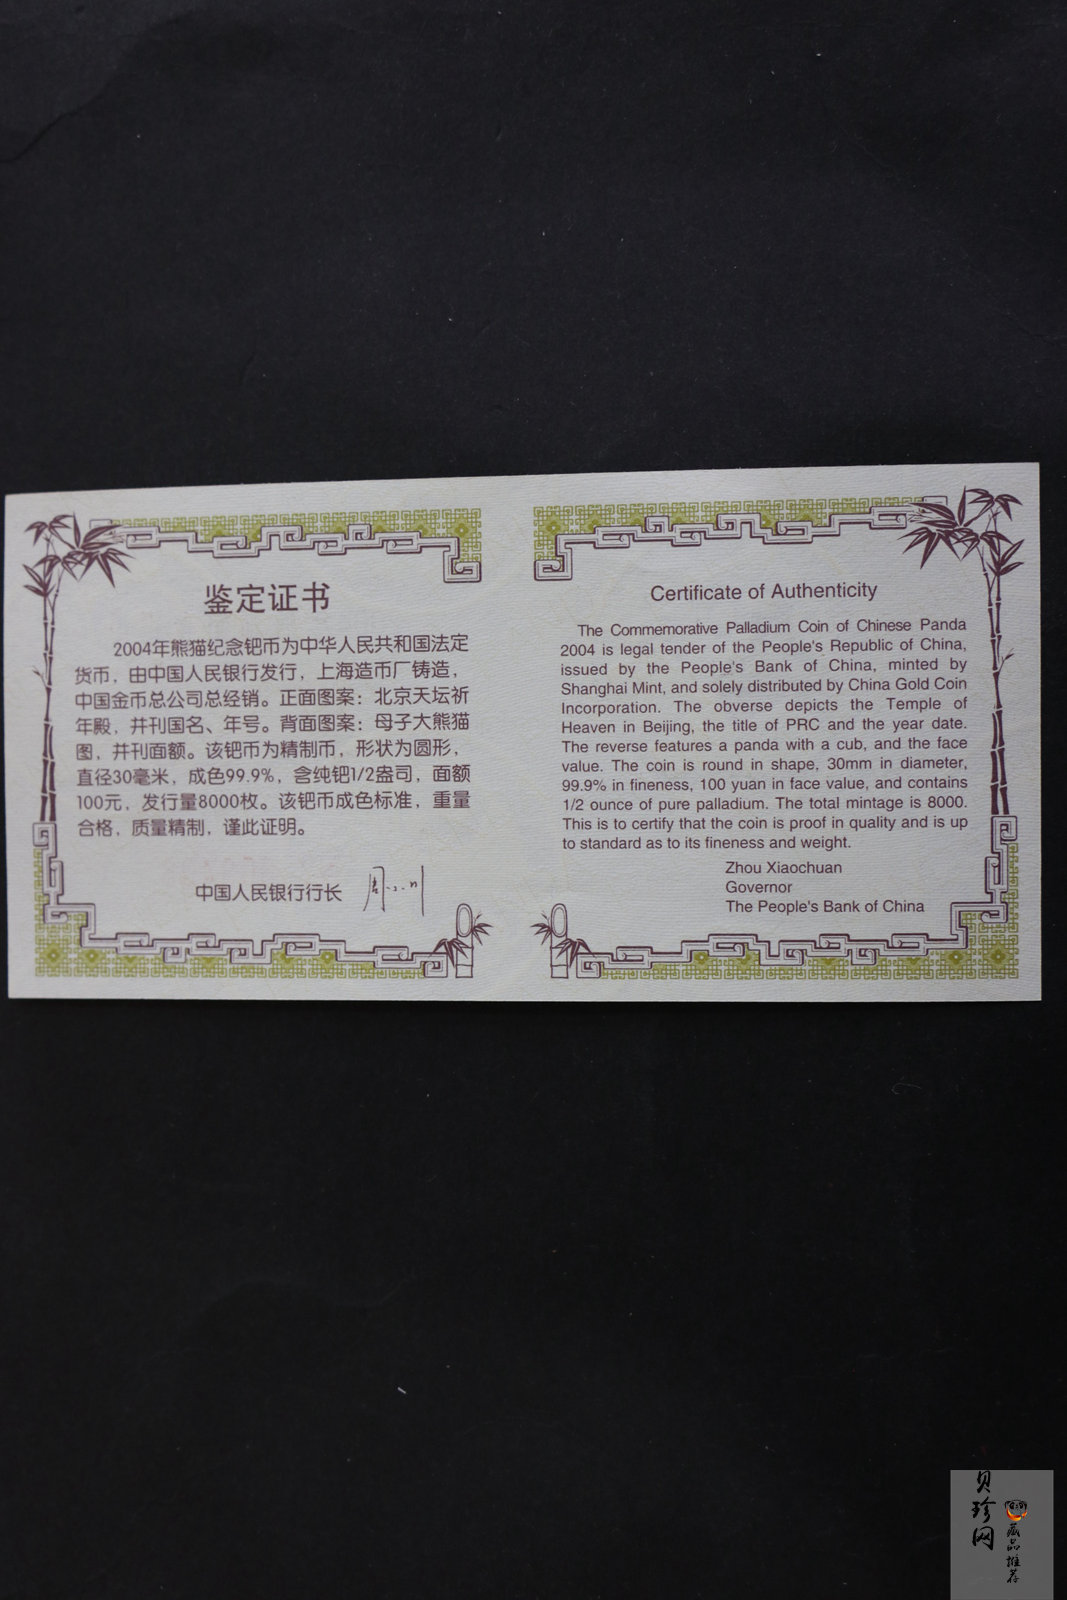 鉴定证书
2004年熊猫纪念钯币为中华人民共和国法定
货币，由中国人民银行发行，上海造币厂铸造，
中国金币总公司总经销。正面图案：北京天坛祈
年殿，并刊国名、年号。背面图案：母子大熊猫
图，并刊面额。该钯币为精制币，形状为圆形，
直径30毫米，成色99.9%，含纯钯1/2盎司，面额
100元，发行量8000枚。该钯币成色标准，重量
合格，质量精制，谨此证明。
中国人民银行行长 周小川
Certificate of Authenticity
The Commemorative Palladium Coin of Chinese Panda
2004 is legal tender of the People's Republic of China,
issued by the People's Bank of China, minted by
Shanghai Mint, and solely distributed by China Gold Coin
Incorporation. The obverse depicts the Temple of
Heaven in Beijing, the title of PRC and the year date.
The reverse features a panda with a cub, and the face
value. The coin is round in shape, 30mm in diameter,
99.9% in fineness, 100 yuan in face value, and contains
1/2 ounce of pure palladium. The total mintage is 8000.
This is to certify that the coin is proof in quality and is up
to standard as to its fineness and weight.
Zhou Xiaochuan
Governor
The People's Bank of China
贝珍网
藏品推荐